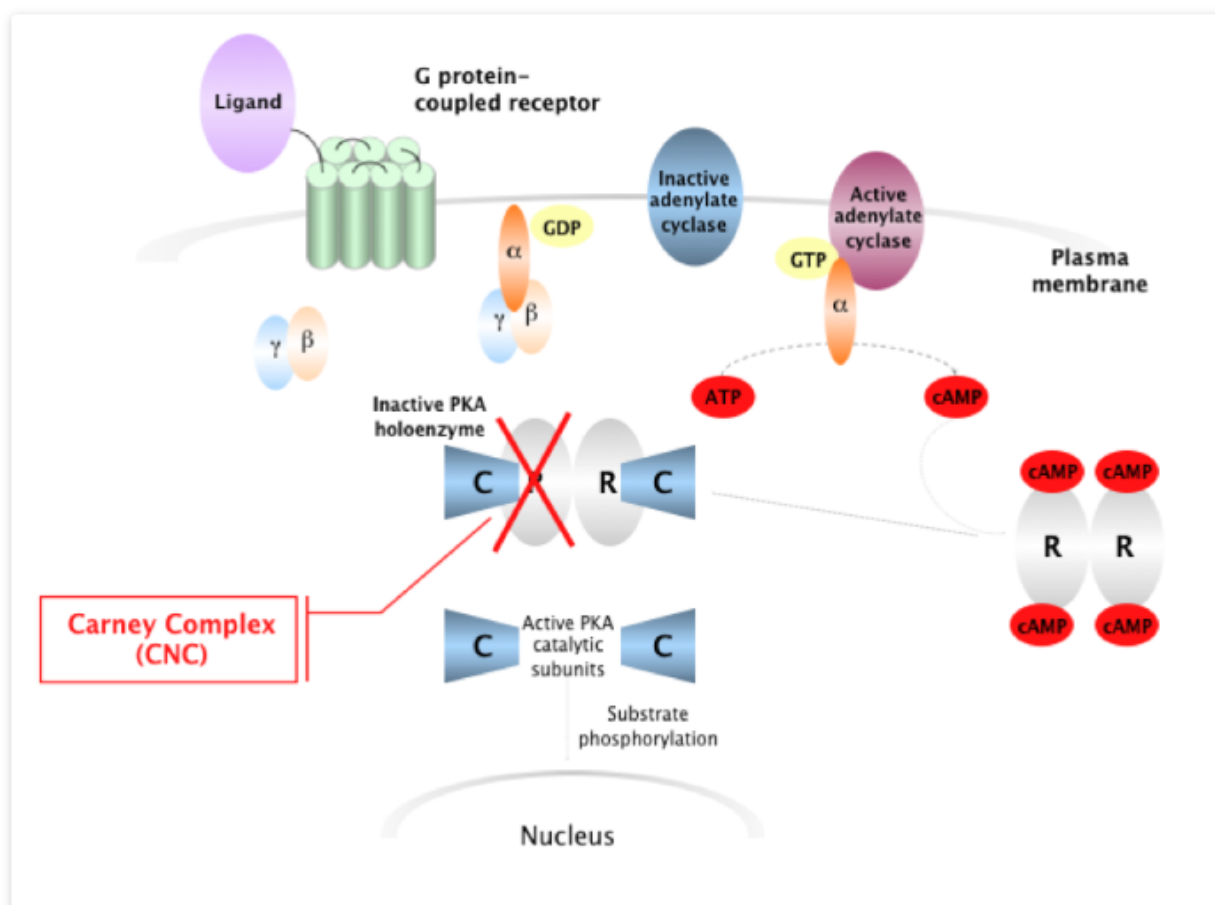 Ligand
G protein-
coupled receptor
Inactive
adenylate
cyclase
Active
adenylate
cyclase
GDP
α
γ
β
GTP
α
Plasma
membrane
γ
β
ATP
cAMP
Inactive PKA
holoenzyme
C
R
R
C
cAMP
cAMP
R
R
cAMP
cAMP
Carney Complex
(CNC)
C
Active PKA
catalytic
subunits
C
Substrate
phosphorylation
Nucleus